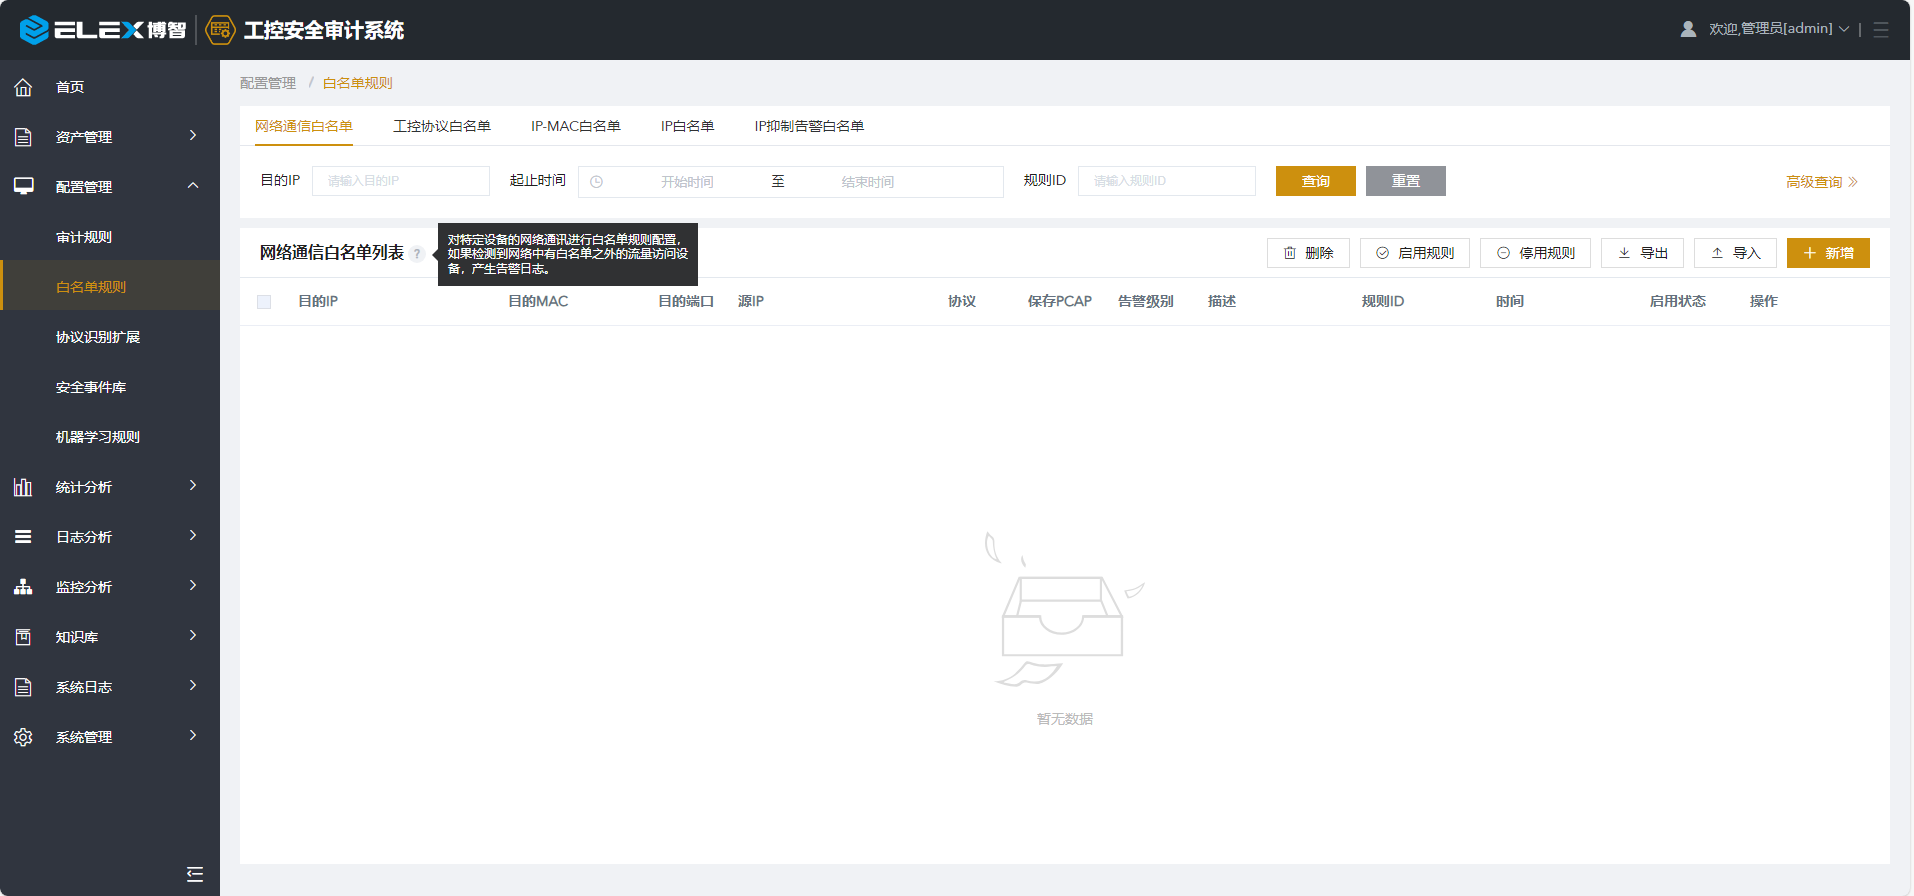 ELEX博智
工控安全审计系统
欢迎,管理员[admin]
首页
资产管理
配置管理
审计规则
白名单规则
协议识别扩展
安全事件库
机器学习规则
统计分析
日志分析
监控分析
知识库
系统日志
系统管理
配置管理 / 白名单规则
网络通信白名单 工控协议白名单 IP-MAC白名单 IP白名单 IP抑制告警白名单
目的IP 请输入目的IP 起止时间 开始时间 至 结束时间 规则ID 请输入规则ID 查询 重置 高级查询
网络通信白名单列表 ?
对特定设备的网络通讯进行白名单规则配置，
如果检测到网络中有白名单之外的流量访问设
备，产生告警日志。
删除 启用规则 停用规则 导出 导入 新增
目的IP 目的MAC 目的端口 源IP 协议 保存PCAP 告警级别 描述 规则ID 时间 启用状态 操作
暂无数据